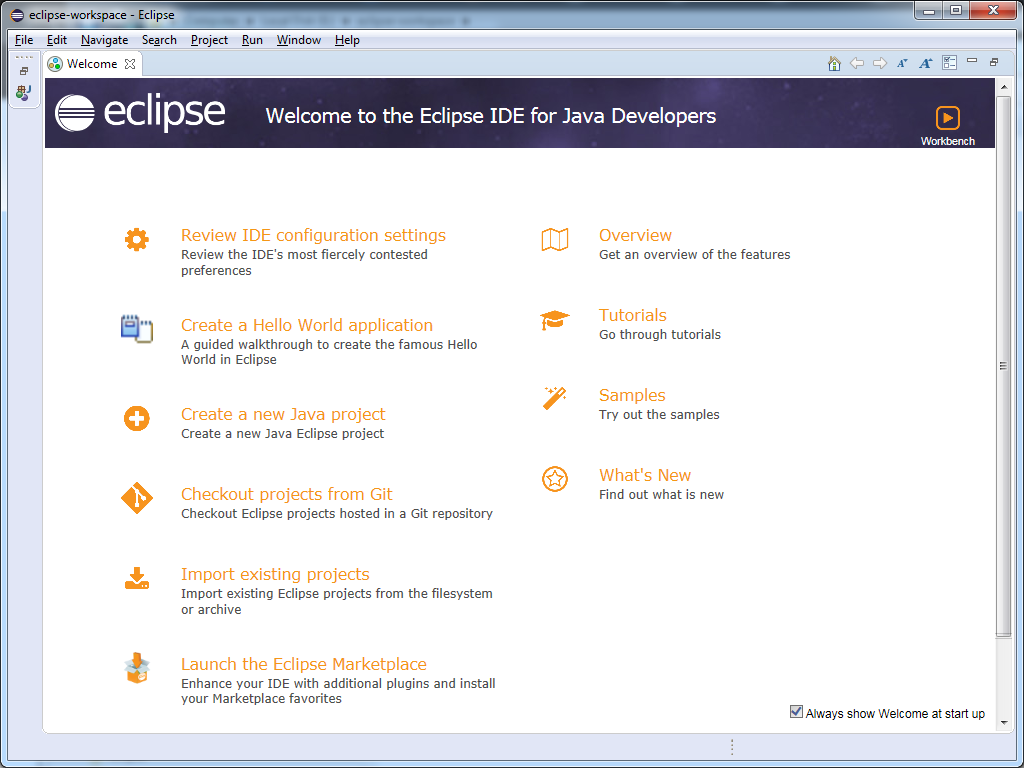 eclipse-workspace - Eclipse
File Edit Navigate Search Project Run Window Help
Welcome
eclipse
Welcome to the Eclipse IDE for Java Developers
Workbench
Review IDE configuration settings
Review the IDE's most fiercely contested
preferences
Create a Hello World application
A guided walkthrough to create the famous Hello
World in Eclipse
Create a new Java project
Create a new Java Eclipse project
Checkout projects from Git
Checkout Eclipse projects hosted in a Git repository
Import existing projects
Import existing Eclipse projects from the filesystem
or archive
Launch the Eclipse Marketplace
Enhance your IDE with additional plugins and install
your Marketplace favorites
Overview
Get an overview of the features
Tutorials
Go through tutorials
Samples
Try out the samples
What's New
Find out what is new
Always show Welcome at start up